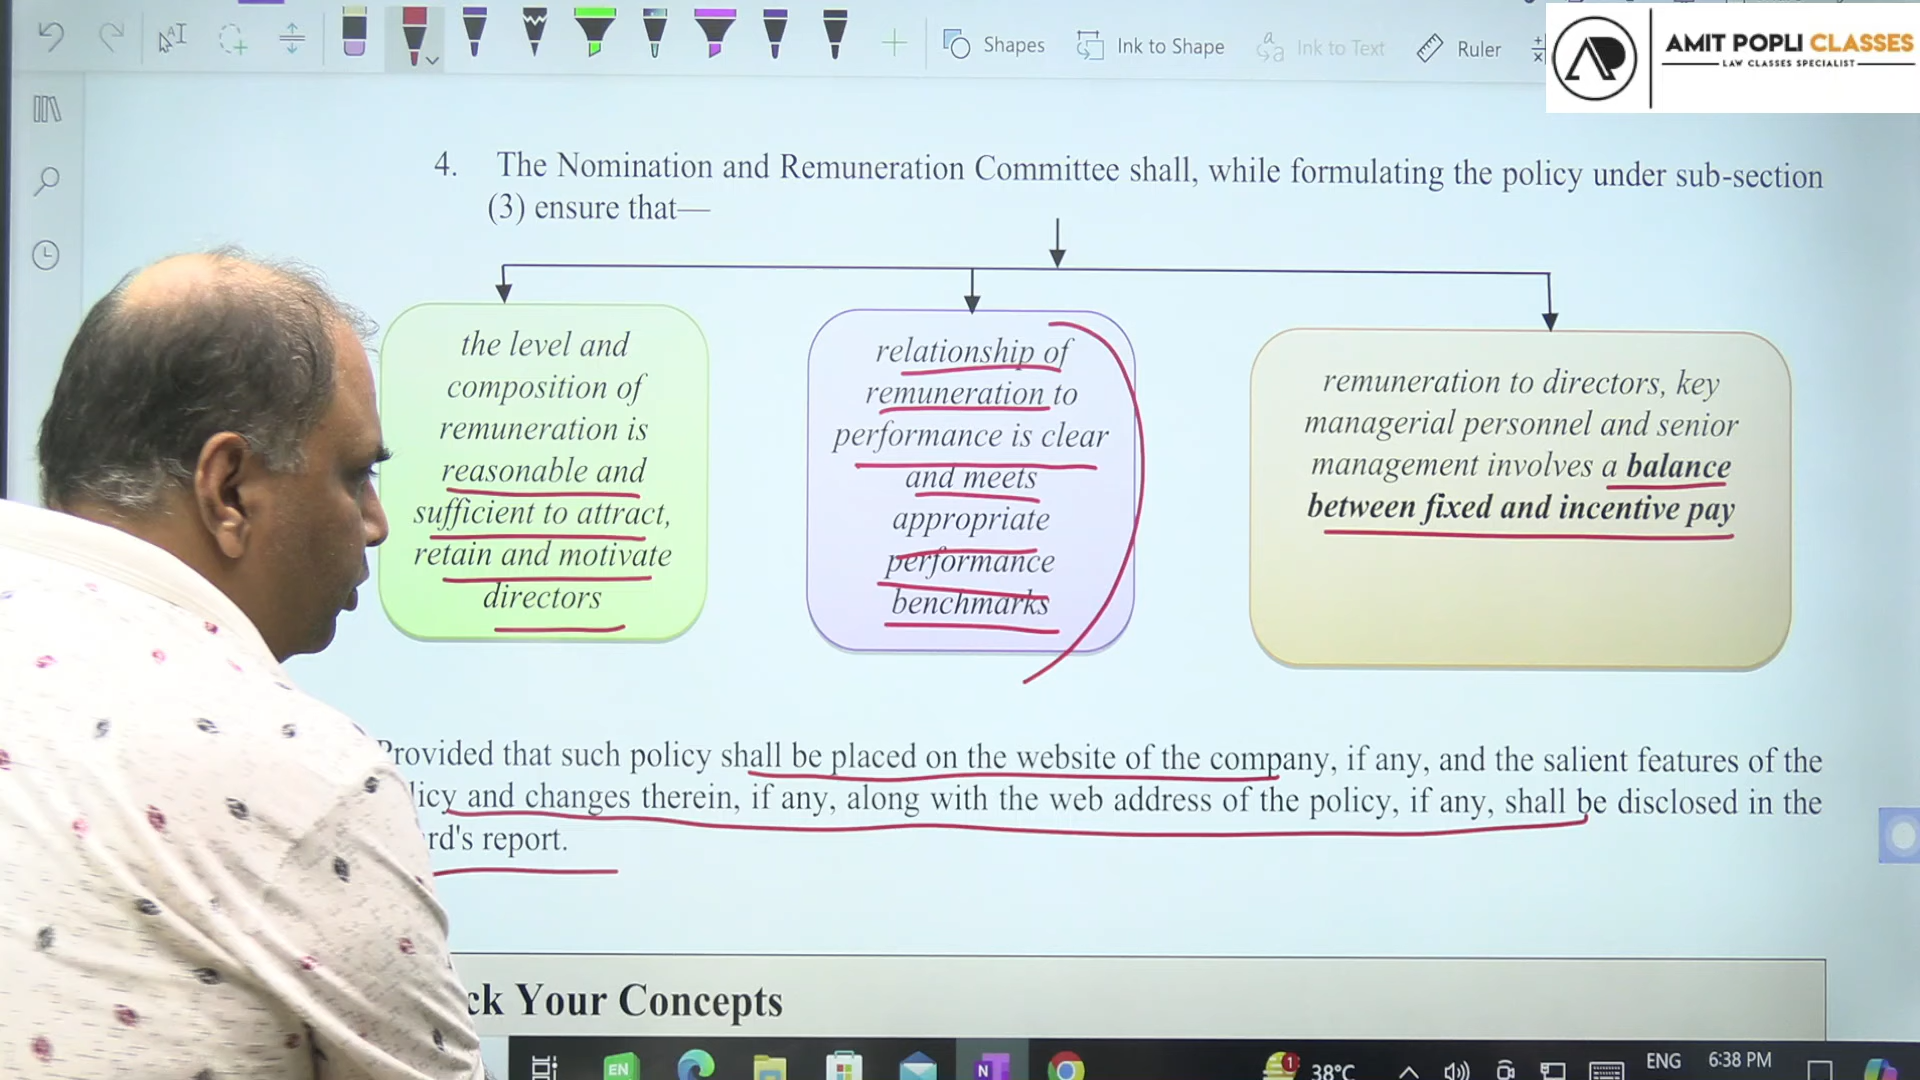 Shapes
Ink to Shape
Ink to Text
Ruler
AMIT POPLI CLASSES
LAW CLASSES SPECIALIST
4. The Nomination and Remuneration Committee shall, while formulating the policy under sub-section
(3) ensure that—
the level and
composition of
remuneration is
reasonable and
sufficient to attract,
retain and motivate
directors
relationship of
remuneration to
performance is clear
and meets
appropriate
performance
benchmarks
remuneration to directors, key
managerial personnel and senior
management involves a balance
between fixed and incentive pay
Provided that such policy shall be placed on the website of the company, if any, and the salient features of the
licy and changes therein, if any, along with the web address of the policy, if any, shall be disclosed in the
rd's report.
ck Your Concepts
EN
N
1
38°C
ENG
6:38 PM